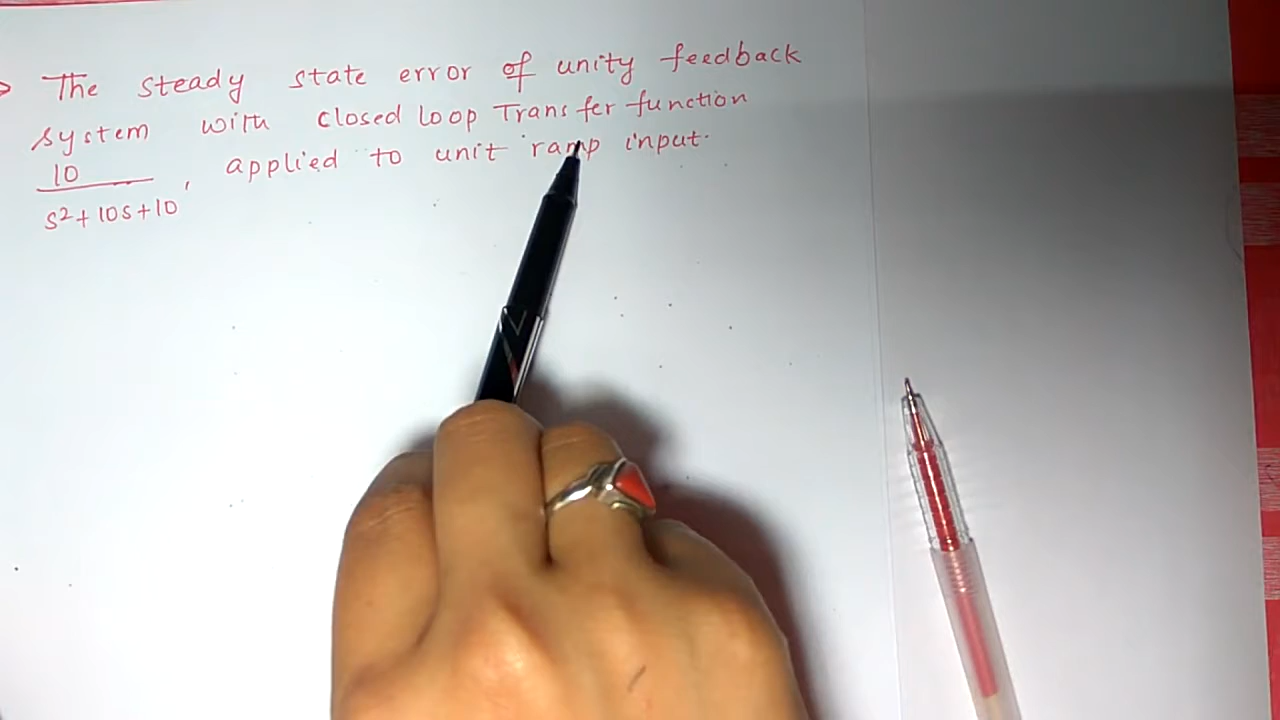 The steady state error of unity feedback
system with closed loop Transfer function
10
s²+10s+10
, applied to unit ramp input.